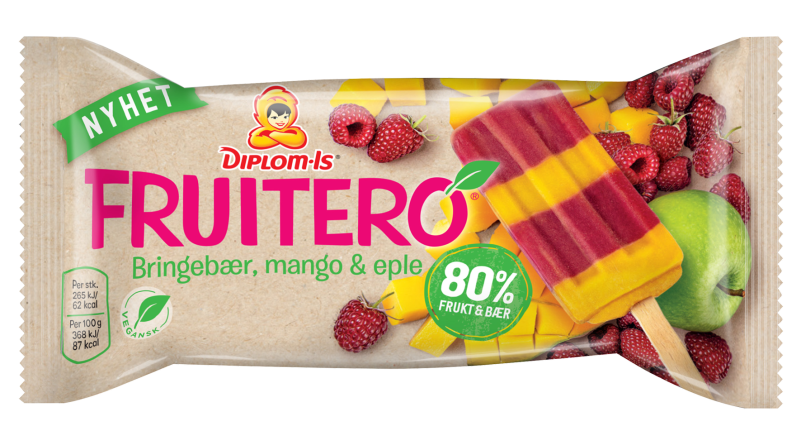 NYHET
DIPLOM-IS®
FRUITERO®
Bringebær, mango & eple
80%
FRUKT & BÆR
Per stk.
265 kJ/
62 kcal
Per 100 g
368 kJ/
87 kcal
VEGANSK